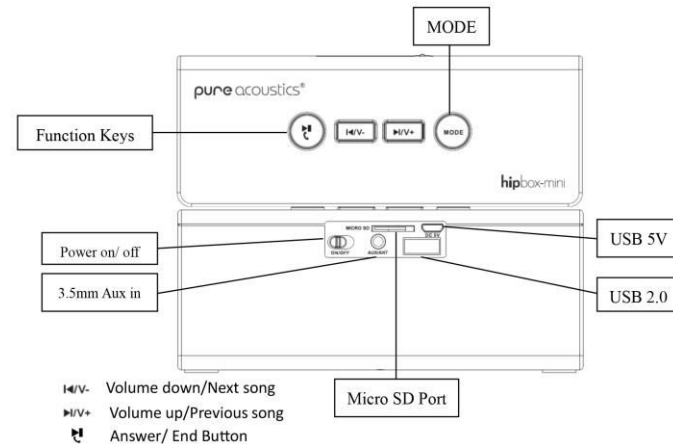 MODE
pure acoustics®
Function Keys
I◀/V-
▶I/V+
MODE
hipbox-mini
Power on/ off
MICRO SD
DC 5V
USB 5V
ON/OFF
AUX/ANT
3.5mm Aux in
USB 2.0
I◀/V- Volume down/Next song
Micro SD Port
▶I/V+ Volume up/Previous song
Answer/ End Button